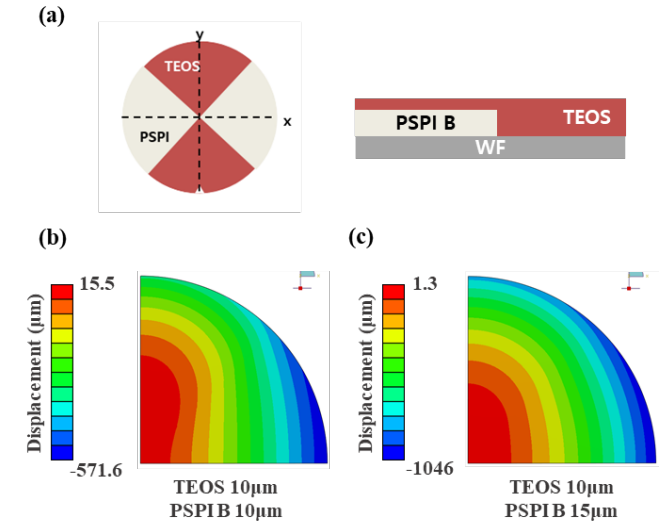 (a)
y
TEOS
x
PSPI
PSPI B
TEOS
WF
(b)
(c)
15.5
Displacement (μm)
-571.6
TEOS 10μm
PSPI B 10μm
1.3
Displacement (μm)
-1046
TEOS 10μm
PSPI B 15μm